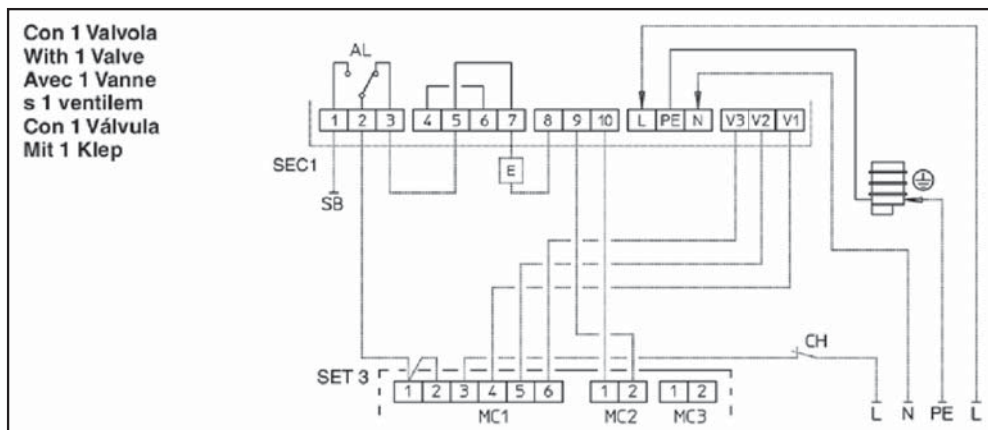 Con 1 Valvola
With 1 Valve
Avec 1 Vanne
s 1 ventilem
Con 1 Válvula
Mit 1 Klep
AL
1 2 3 4 5 6 7 8 9 10 L PE N V3 V2 V1
SEC1
E
SB
CH
SET 3
1 2 3 4 5 6 1 2 1 2
MC1 MC2 MC3
L N PE L